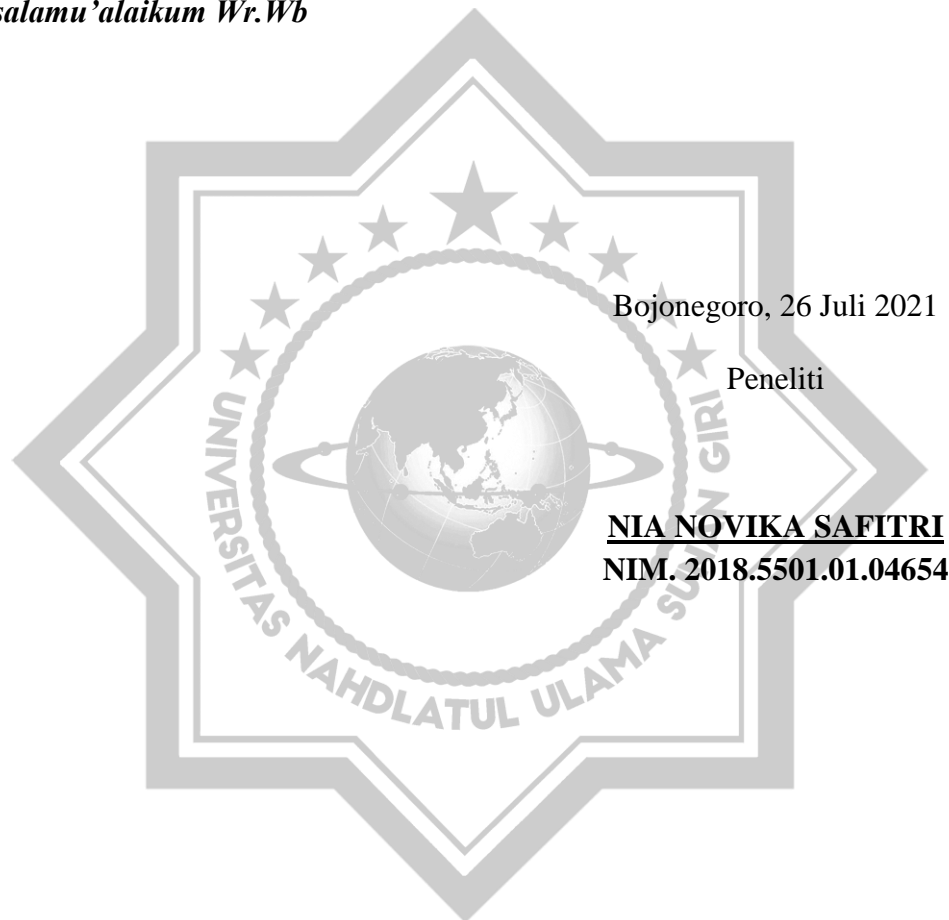 salamu’alaikum Wr.Wb
Bojonegoro, 26 Juli 2021
Peneliti
NIA NOVIKA SAFITRI
NIM. 2018.5501.01.04654
UNIVERSITAS NAHDLATUL ULAMA SUNAN GIRI